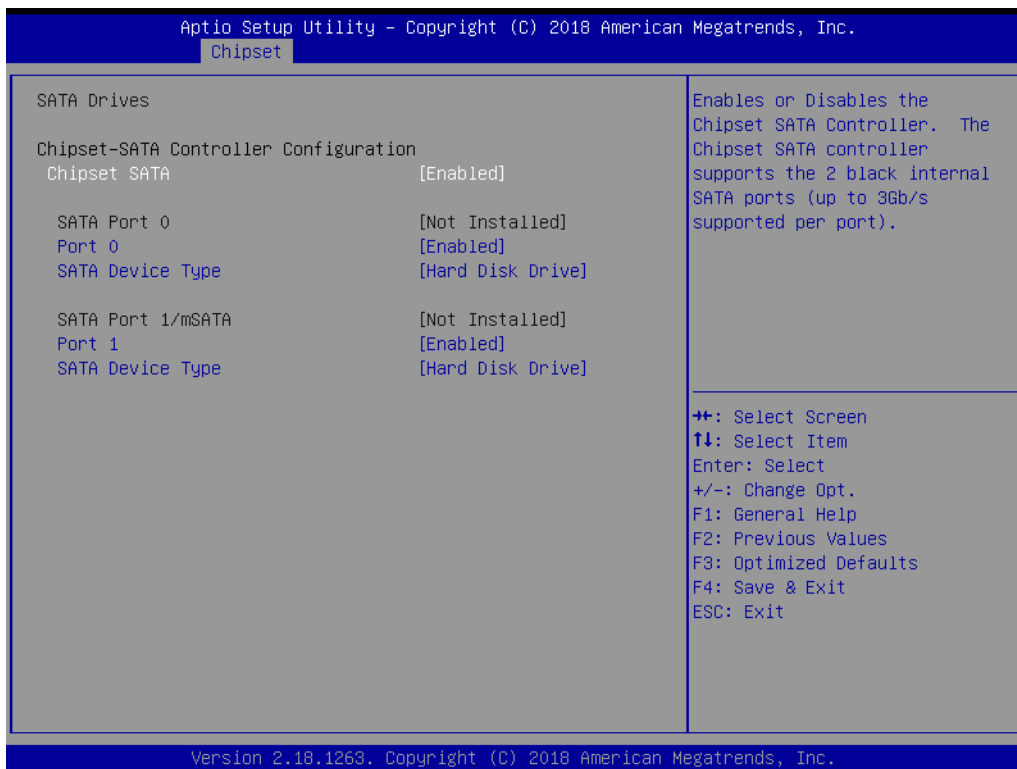 Aptio Setup Utility – Copyright (C) 2018 American Megatrends, Inc.
Chipset
SATA Drives
Chipset-SATA Controller Configuration
Chipset SATA [Enabled]
SATA Port 0 [Not Installed]
Port 0 [Enabled]
SATA Device Type [Hard Disk Drive]
SATA Port 1/mSATA [Not Installed]
Port 1 [Enabled]
SATA Device Type [Hard Disk Drive]
Enables or Disables the
Chipset SATA Controller. The
Chipset SATA controller
supports the 2 black internal
SATA ports (up to 3Gb/s
supported per port).
→←: Select Screen
↑↓: Select Item
Enter: Select
+/-: Change Opt.
F1: General Help
F2: Previous Values
F3: Optimized Defaults
F4: Save & Exit
ESC: Exit
Version 2.18.1263. Copyright (C) 2018 American Megatrends, Inc.